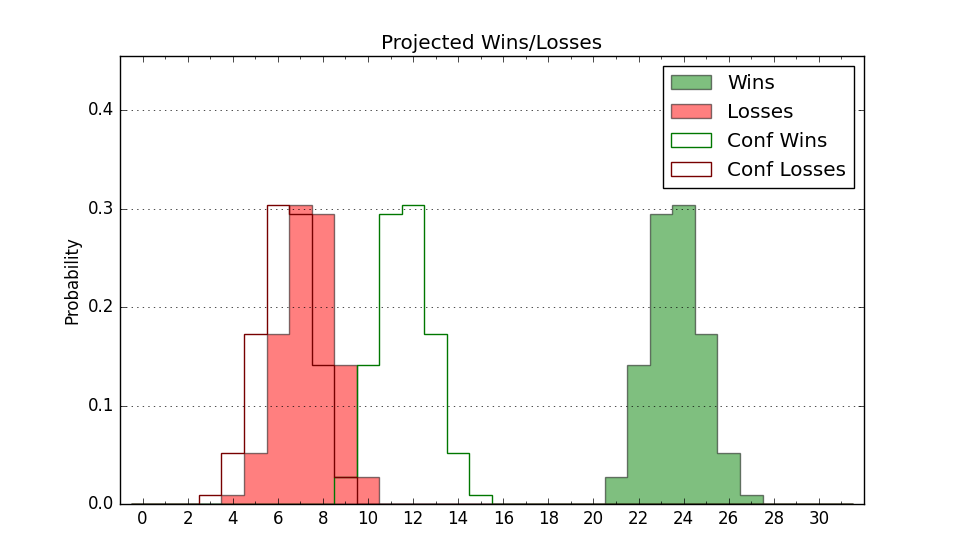 Projected Wins/Losses
Wins
Losses
Conf Wins
Conf Losses
Probability
0.4
0.3
0.2
0.1
0.0
0 2 4 6 8 10 12 14 16 18 20 22 24 26 28 30